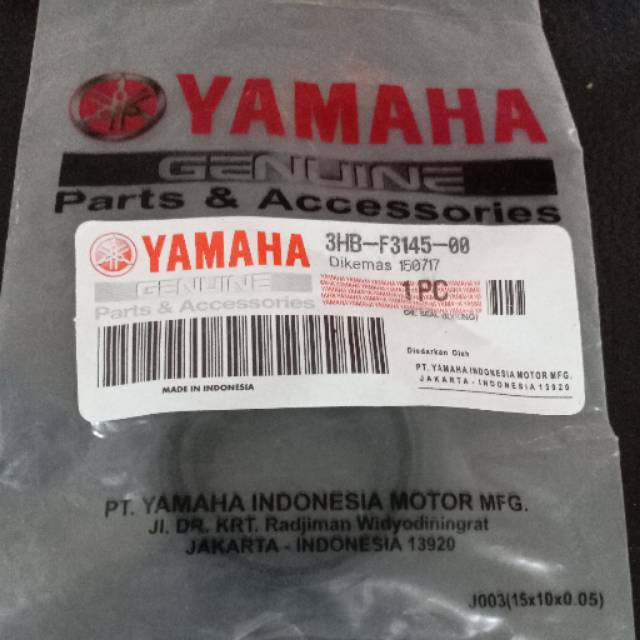 YAMAHA
GENUINE
Parts & Accessories
YAMAHA
GENUINE
Parts & Accessories
3HB-F3145-00
Dikemas 150717
1 PC
MADE IN INDONESIA
Diedarkan Oleh
PT. YAMAHA INDONESIA MOTOR MFG.
JAKARTA - INDONESIA 13920
PT. YAMAHA INDONESIA MOTOR MFG.
Jl. DR. KRT. Radjiman Widyodiningrat
JAKARTA - INDONESIA 13920
J003(15x10x0.05)